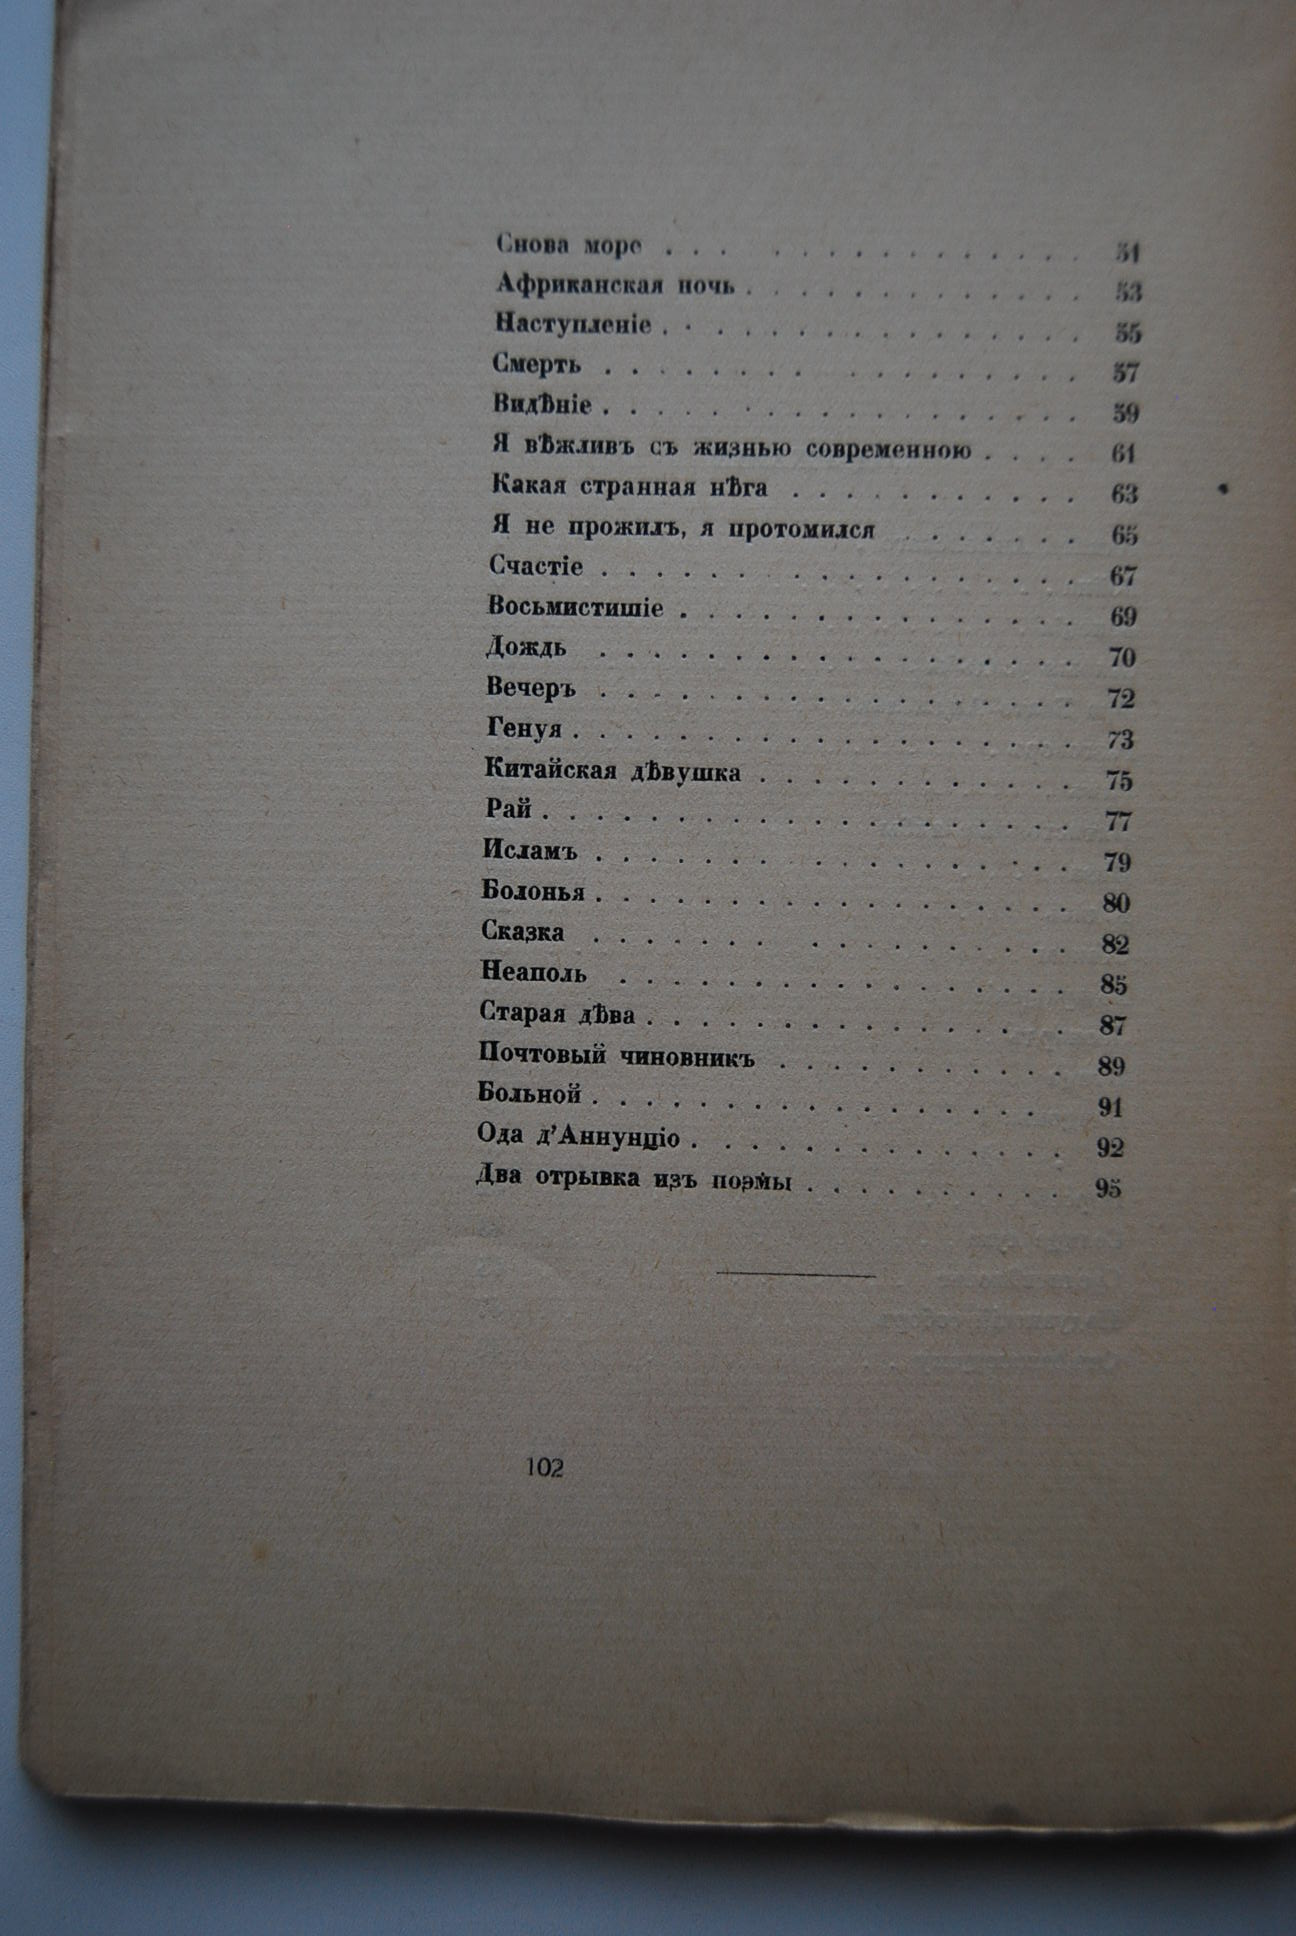 Снова море . . . . . . . . . . . . . . . 51
Африканская ночь . . . . . . . . . . . . . 53
Наступленіе . . . . . . . . . . . . . . . . 55
Смерть . . . . . . . . . . . . . . . . . 57
Видѣніе . . . . . . . . . . . . . . . . . . 59
Я вѣжливъ съ жизнью современною . . . . 61
Какая странная нѣга . . . . . . . . . . . 63
Я не прожилъ, я протомился . . . . . . . 65
Счастіе . . . . . . . . . . . . . . . . . 67
Восьмистишіе . . . . . . . . . . . . . . . 69
Дождь . . . . . . . . . . . . . . . . . . 70
Вечеръ . . . . . . . . . . . . . . . . . . 72
Генуя . . . . . . . . . . . . . . . . . . . 73
Китайская дѣвушка . . . . . . . . . . . . 75
Рай . . . . . . . . . . . . . . . . . . . . 77
Исламъ . . . . . . . . . . . . . . . . . . 79
Болонья . . . . . . . . . . . . . . . . . . 80
Сказка . . . . . . . . . . . . . . . . . 82
Неаполь . . . . . . . . . . . . . . . . . 85
Старая дѣва . . . . . . . . . . . . . . . 87
Почтовый чиновникъ . . . . . . . . . . . 89
Больной . . . . . . . . . . . . . . . . . 91
Ода д’Аннунціо . . . . . . . . . . . . . . 92
Два отрывка изъ поэмы . . . . . . . . . . 95
102